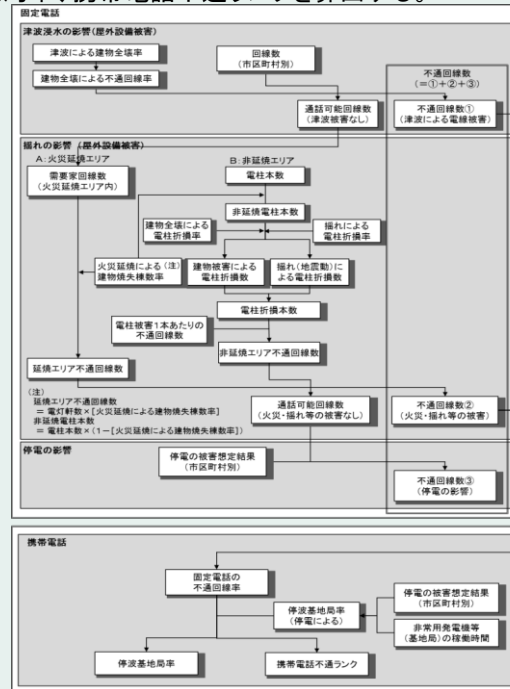 携帯電話不通ランクを算出する。
固定電話
津波浸水の影響(屋外設備被害)
津波による建物全壊率
建物全壊による不通回線率
回線数
(市区町村別)
通話可能回線数
(津波被害なし)
不通回線数
(=①+②+③)
不通回線数①
(津波による電線被害)
揺れの影響(屋外設備被害)
A:火災延焼エリア
B:非延焼エリア
需要家回線数
(火災延焼エリア内)
電柱本数
非延焼電柱本数
建物全壊による
電柱折損率
揺れによる
電柱折損率
火災延焼による(注)
建物焼失棟数率
建物被害による
電柱折損数
揺れ(地震動)に
よる電柱折損数
電柱折損本数
電柱被害1本あたりの
不通回線数
非延焼エリア不通回線数
延焼エリア不通回線数
(注)
延焼エリア不通回線数
=電灯軒数×[火災延焼による建物焼失棟数率]
非延焼電柱本数
=電柱本数×(1-[火災延焼による建物焼失棟数率])
通話可能回線数
(火災・揺れ等の被害なし)
不通回線数②
(火災・揺れ等の被害)
停電の影響
停電の被害想定結果
(市区町村別)
不通回線数③
(停電の影響)
携帯電話
固定電話の
不通回線率
停波基地局率
(停電による)
停電の被害想定結果
(市区町村別)
非常用発電機等
(基地局)の稼働時間
停波基地局率
携帯電話不通ランク